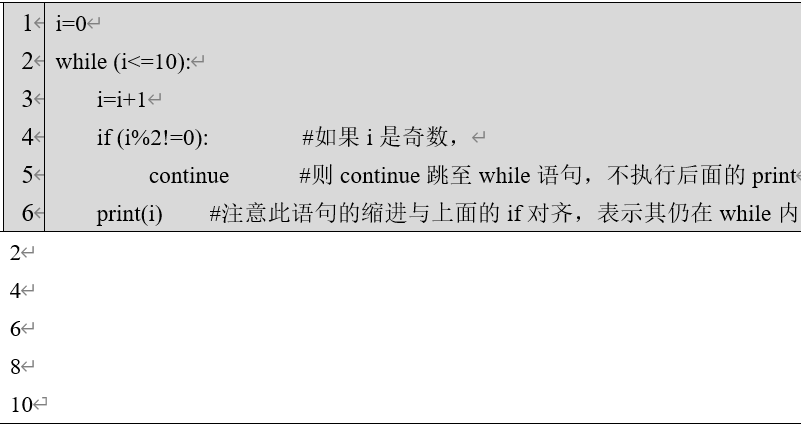 1 i=0
2 while (i<=10):
3 i=i+1
4 if (i%2!=0): #如果 i 是奇数，
5 continue #则 continue 跳至 while 语句，不执行后面的 print
6 print(i) #注意此语句的缩进与上面的 if 对齐，表示其仍在 while 内
2
4
6
8
10